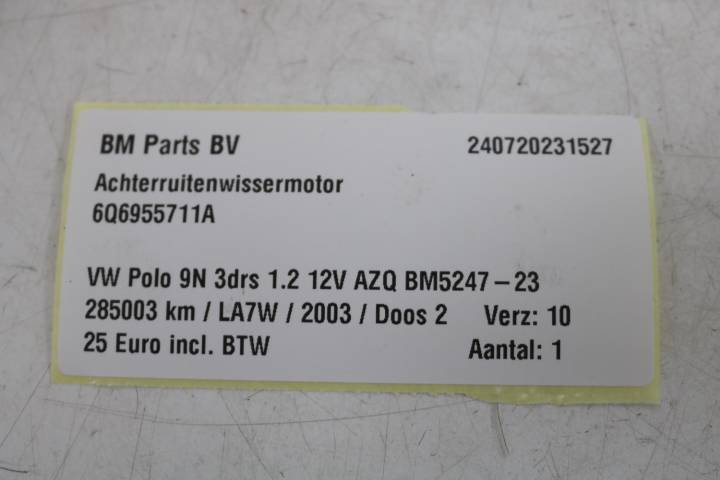 BM Parts BV 240720231527
Achterruitenwissermotor
6Q6955711A
VW Polo 9N 3drs 1.2 12V AZQ BM5247-23
285003 km / LA7W / 2003 / Doos 2 Verz: 10
25 Euro incl. BTW Aantal: 1